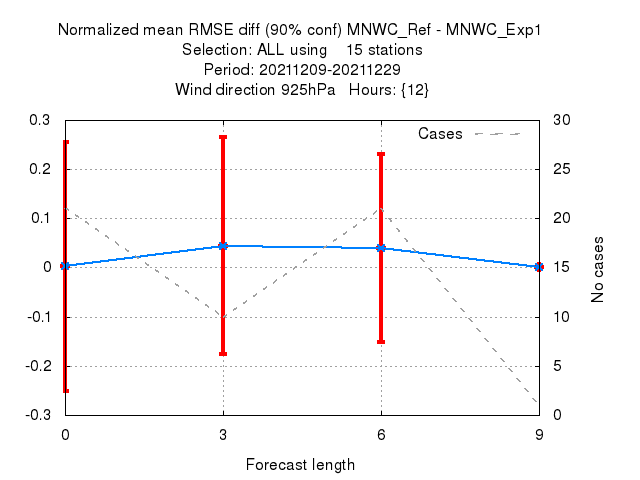 Normalized mean RMSE diff (90% conf) MNWC_Ref - MNWC_Exp1
Selection: ALL using 15 stations
Period: 20211209-20211229
Wind direction 925hPa Hours: {12}
0.3
0.2
0.1
0
-0.1
-0.2
-0.3
Cases
30
25
20
15
10
5
0
No cases
0 3 6 9
Forecast length